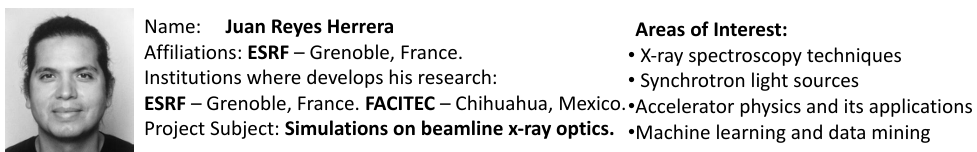 Name: Juan Reyes Herrera
Affiliations: ESRF – Grenoble, France.
Institutions where develops his research:
ESRF – Grenoble, France. FACITEC – Chihuahua, Mexico.
Project Subject: Simulations on beamline x-ray optics.
Areas of Interest:
• X-ray spectroscopy techniques
• Synchrotron light sources
•Accelerator physics and its applications
•Machine learning and data mining